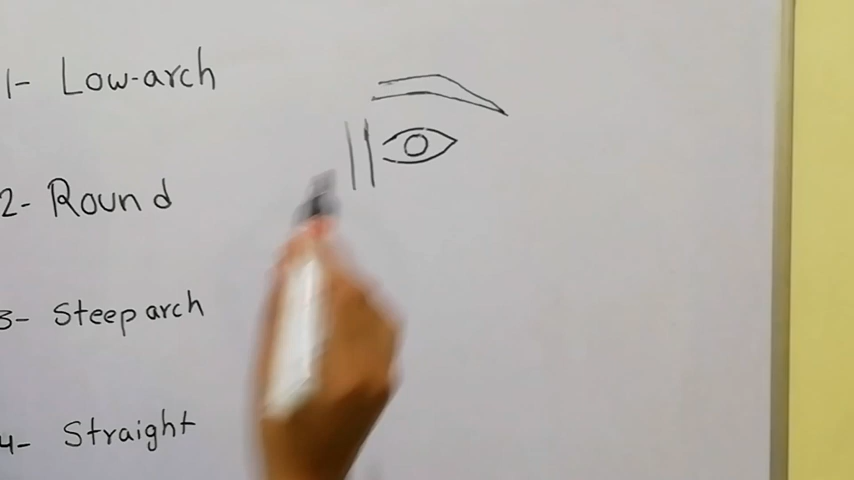 1- Low-arch
2- Round
3- Steep arch
4- Straight